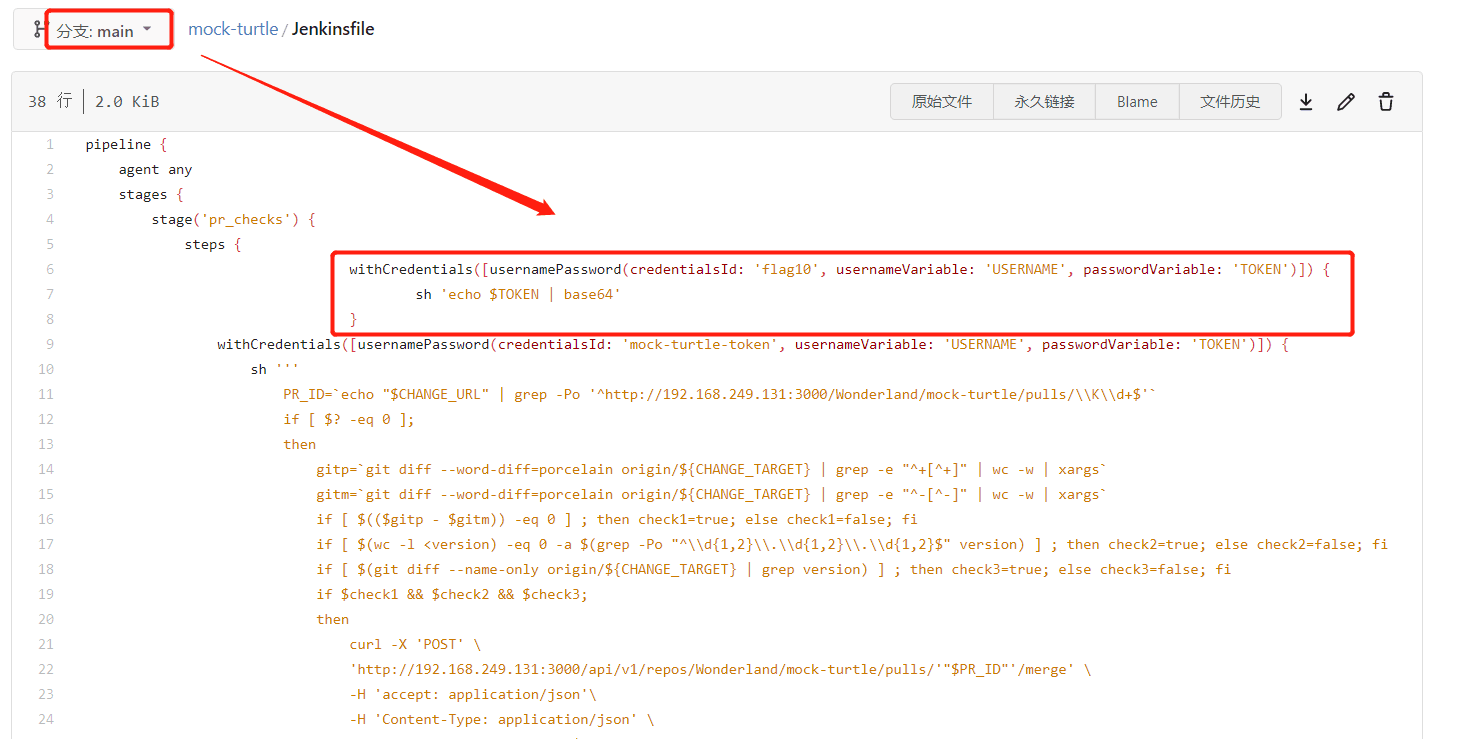 分支: main
mock-turtle / Jenkinsfile
38 行 | 2.0 KiB
原始文件 永久链接 Blame 文件历史
1 pipeline {
2 agent any
3 stages {
4 stage('pr_checks') {
5 steps {
6 withCredentials([usernamePassword(credentialsId: 'flag10', usernameVariable: 'USERNAME', passwordVariable: 'TOKEN')]) {
7 sh 'echo $TOKEN | base64'
8 }
9 withCredentials([usernamePassword(credentialsId: 'mock-turtle-token', usernameVariable: 'USERNAME', passwordVariable: 'TOKEN')]) {
10 sh '''
11 PR_ID=`echo "$CHANGE_URL" | grep -Po '^http://192.168.249.131:3000/Wonderland/mock-turtle/pulls/\\K\\d+$'`
12 if [ $? -eq 0 ];
13 then
14 gitp=`git diff --word-diff=porcelain origin/${CHANGE_TARGET} | grep -e "^+[^+]" | wc -w | xargs`
15 gitm=`git diff --word-diff=porcelain origin/${CHANGE_TARGET} | grep -e "^-[^-]" | wc -w | xargs`
16 if [ $(($gitp - $gitm)) -eq 0 ] ; then check1=true; else check1=false; fi
17 if [ $(wc -l <version) -eq 0 -a $(grep -Po "^\\d{1,2}\\.\\d{1,2}\\.\\d{1,2}$" version) ] ; then check2=true; else check2=false; fi
18 if [ $(git diff --name-only origin/${CHANGE_TARGET} | grep version) ] ; then check3=true; else check3=false; fi
19 if $check1 && $check2 && $check3;
20 then
21 curl -X 'POST' \
22 'http://192.168.249.131:3000/api/v1/repos/Wonderland/mock-turtle/pulls/'"$PR_ID"'/merge' \
23 -H 'accept: application/json'\
24 -H 'Content-Type: application/json' \